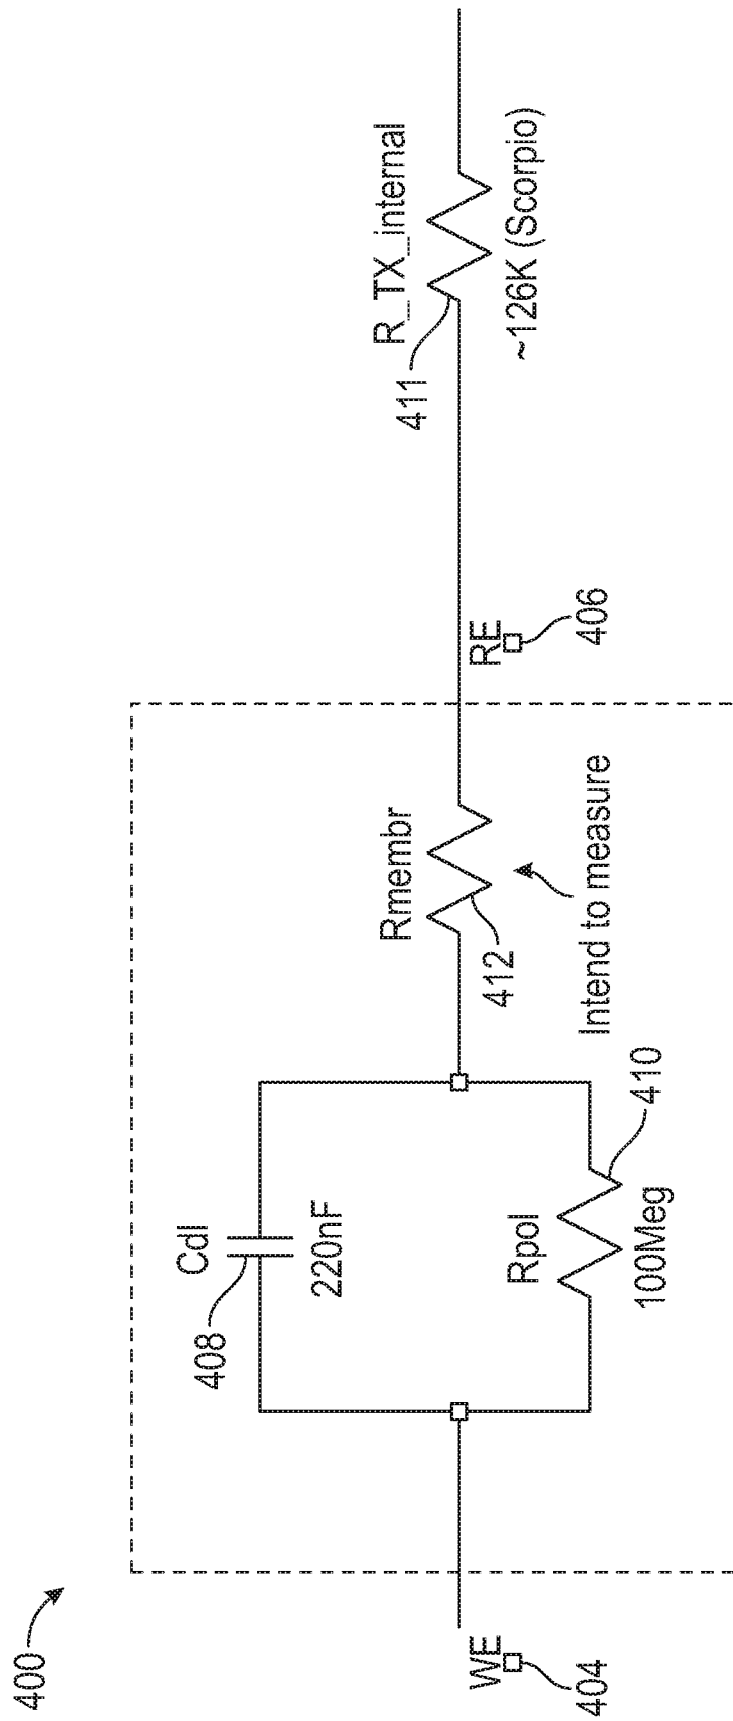 400
WE
404
Cdl
408
220nF
Rpol
410
100Meg
Rmembr
412
Intend to measure
RE
406
R_TX_internal
411
~126K (Scorpio)